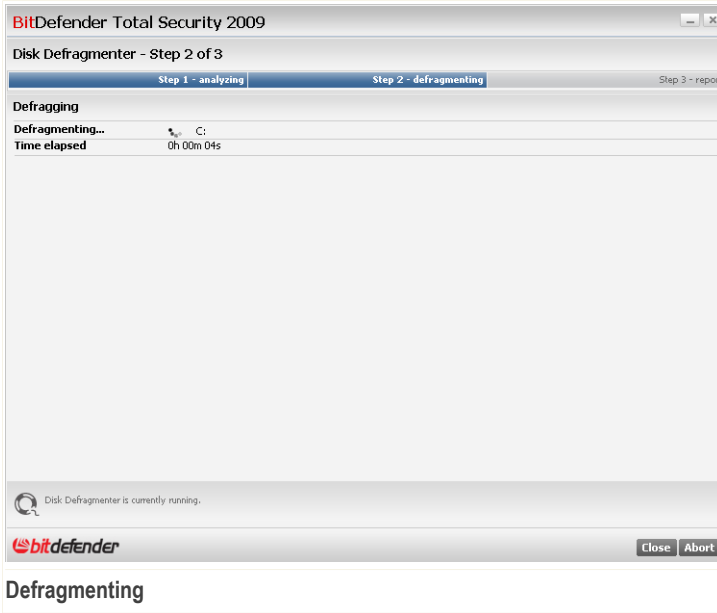 BitDefender Total Security 2009
Disk Defragmenter - Step 2 of 3
Step 1 - analyzing Step 2 - defragmenting Step 3 - repor
Defragging
Defragmenting... C:
Time elapsed 0h 00m 04s
Disk Defragmenter is currently running.
bitdefender Close Abort
Defragmenting